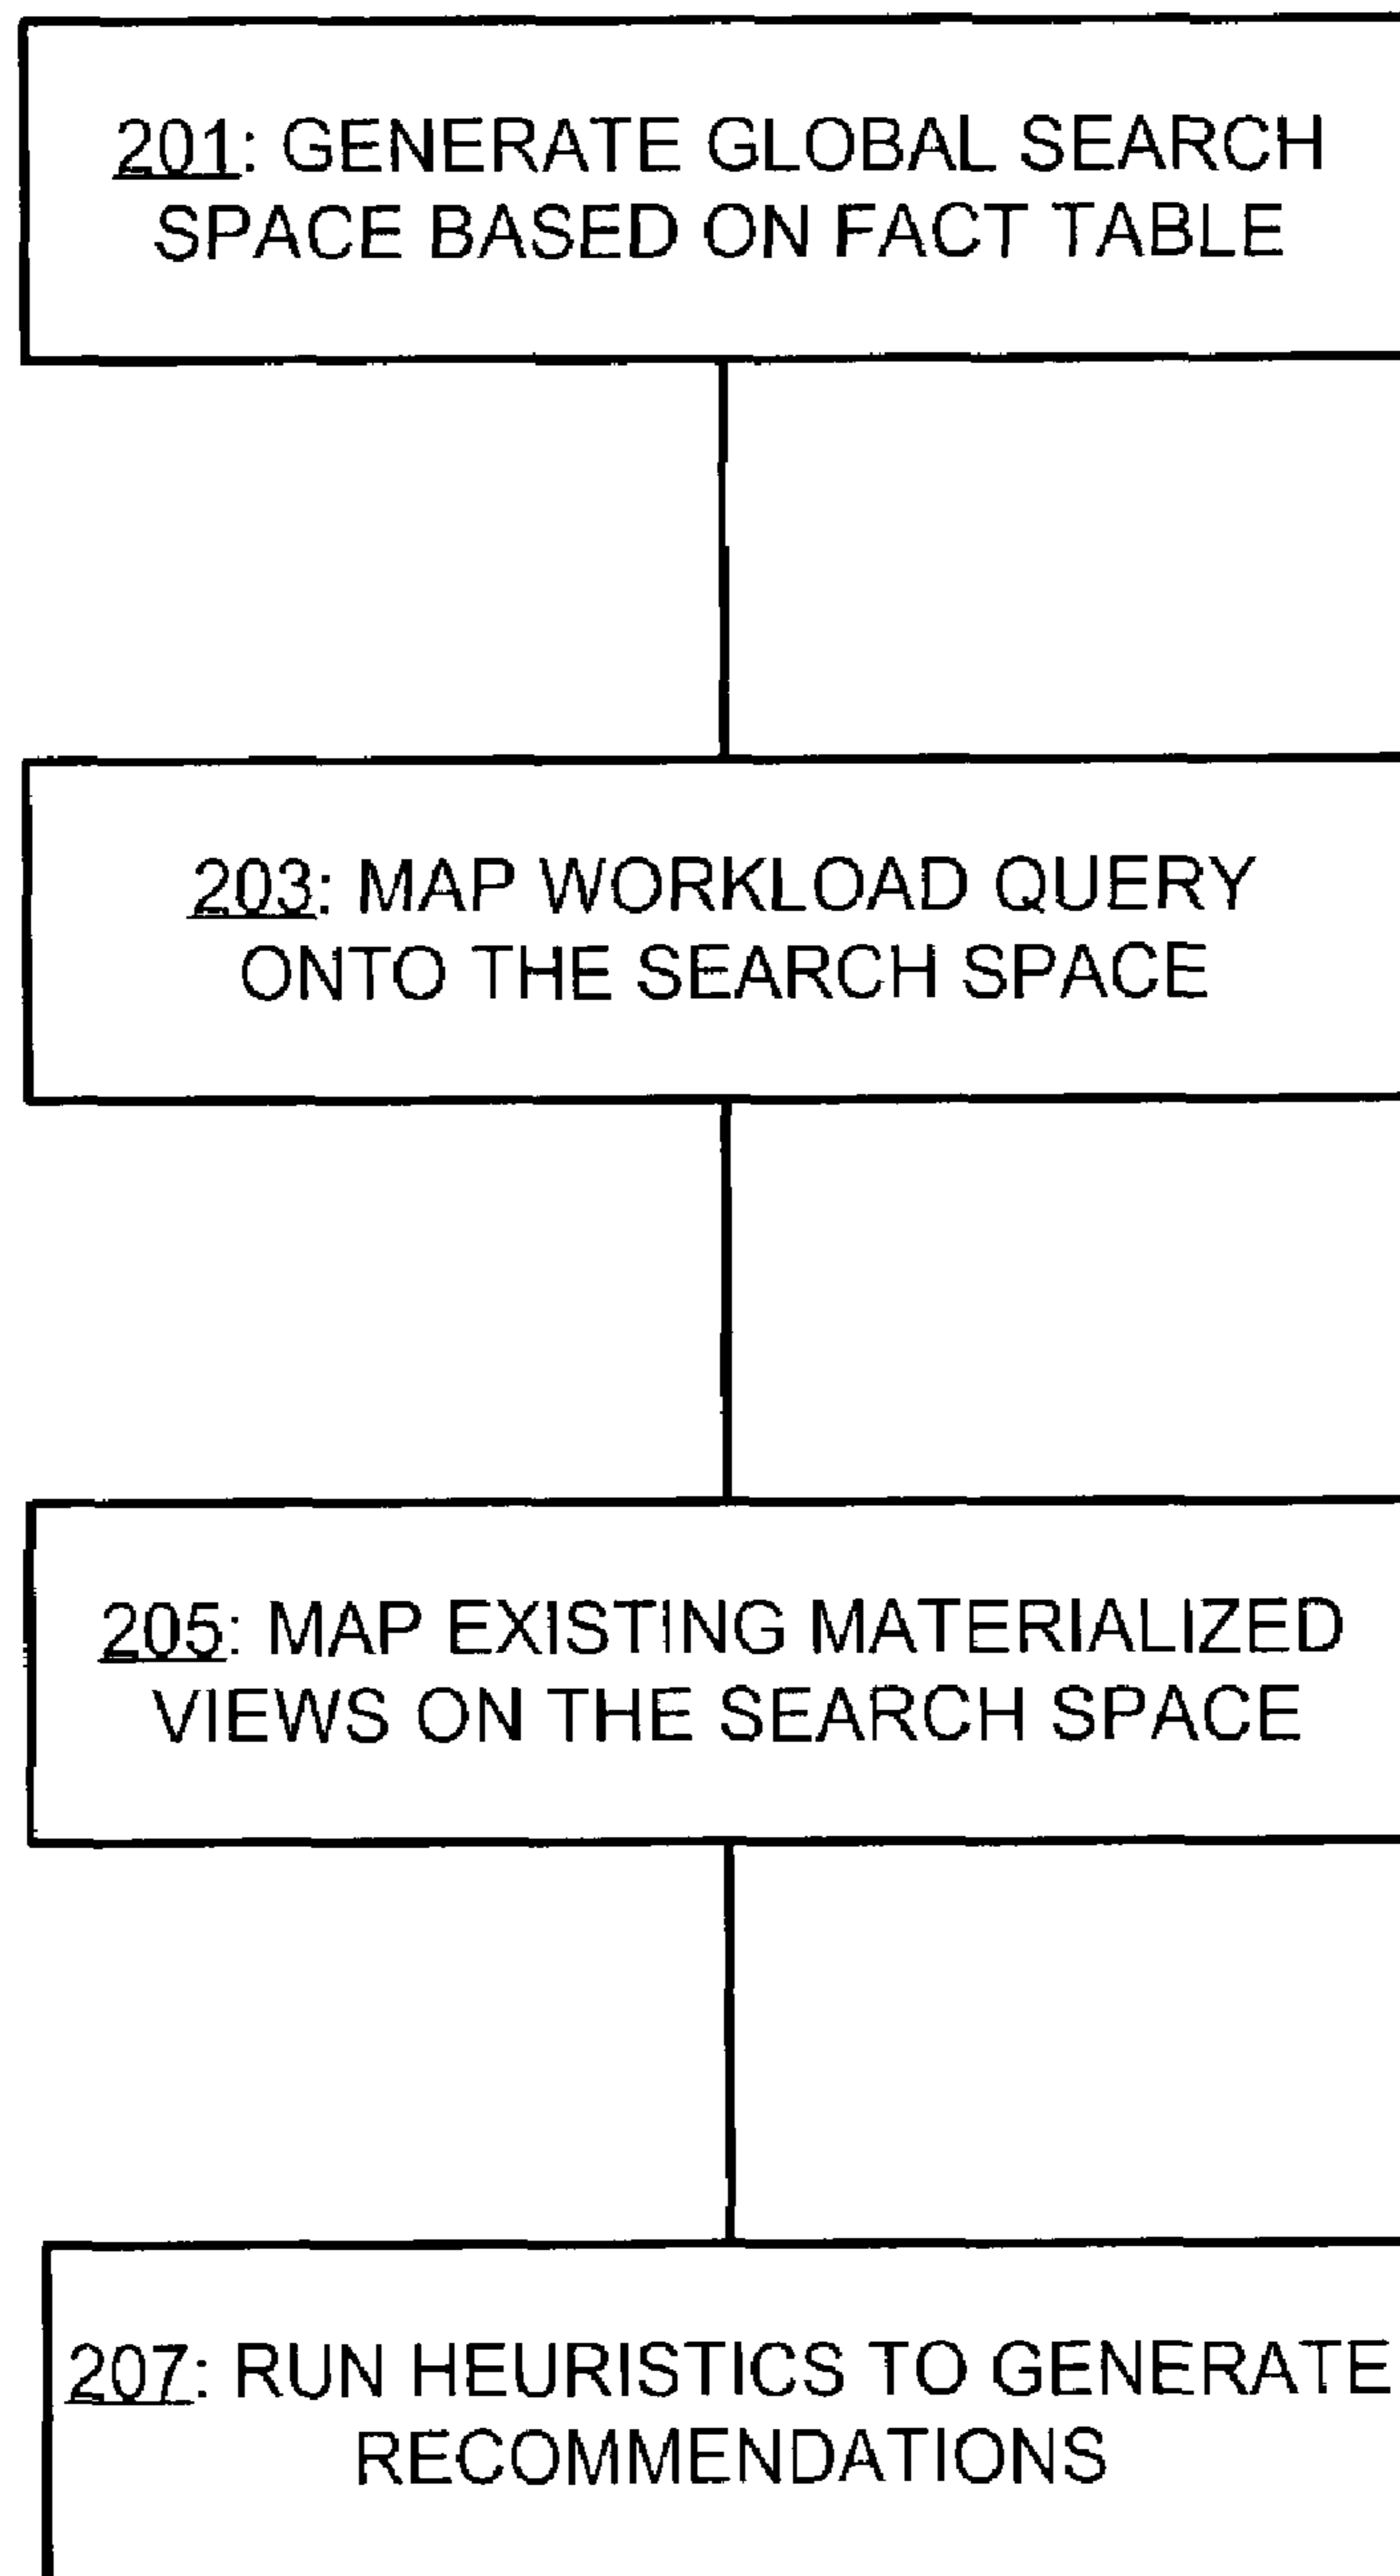 201: GENERATE GLOBAL SEARCH
SPACE BASED ON FACT TABLE
203: MAP WORKLOAD QUERY
ONTO THE SEARCH SPACE
205: MAP EXISTING MATERIALIZED
VIEWS ON THE SEARCH SPACE
207: RUN HEURISTICS TO GENERATE
RECOMMENDATIONS